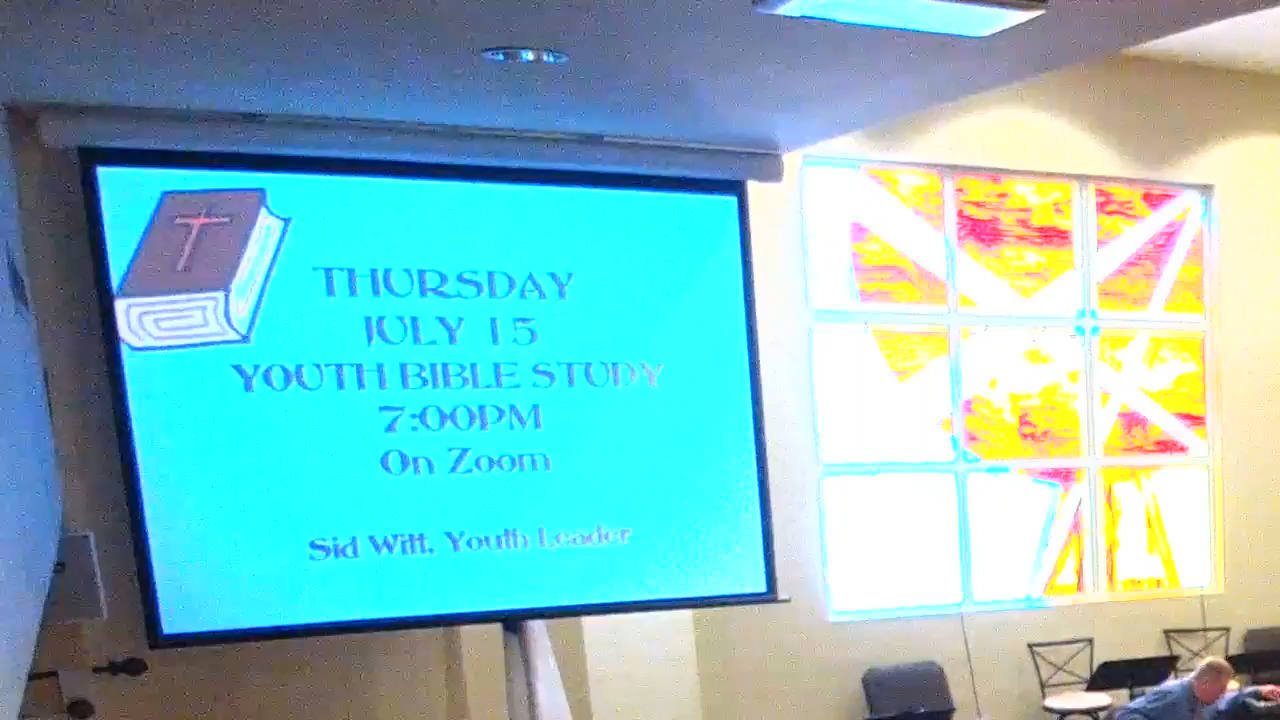 THURSDAY
JULY 15
YOUTH BIBLE STUDY
7:00PM
On Zoom
Sid Witt, Youth Leader